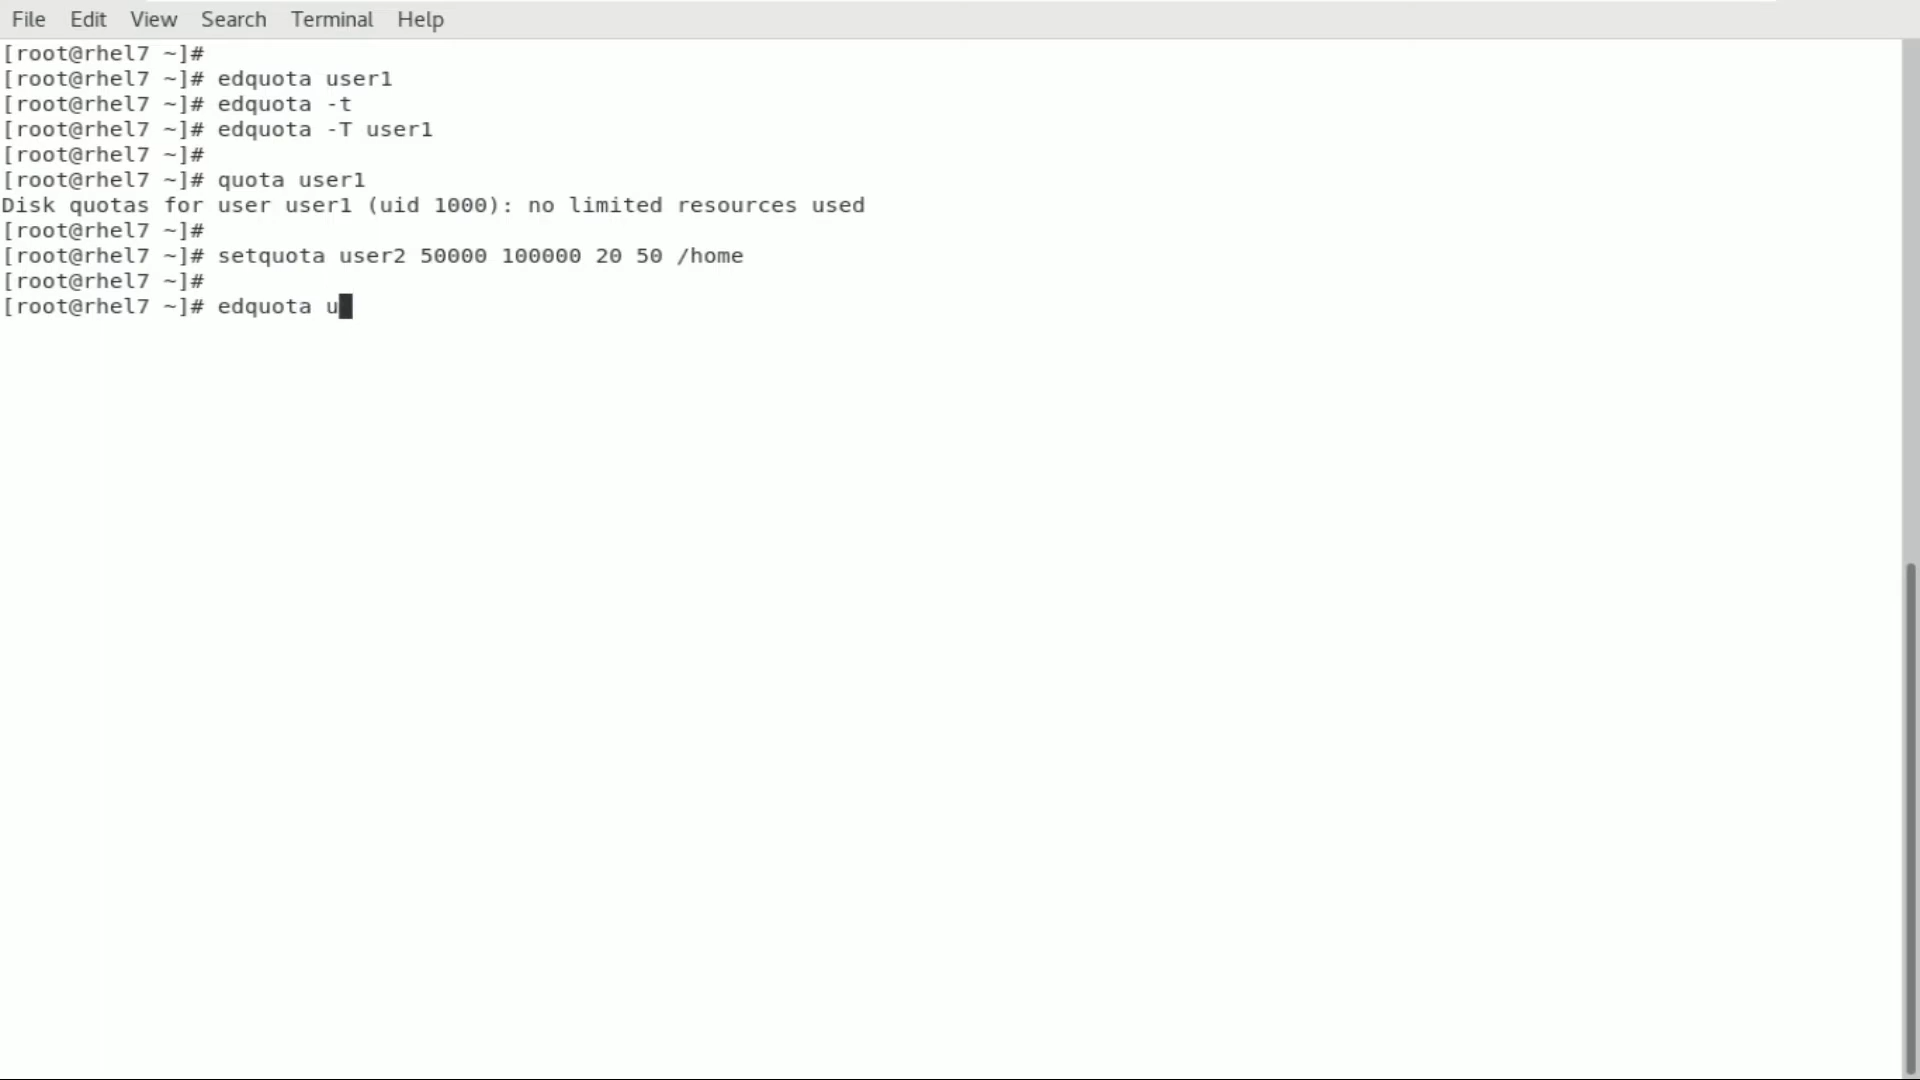 File Edit View Search Terminal Help
[root@rhel7 ~]#
[root@rhel7 ~]# edquota user1
[root@rhel7 ~]# edquota -t
[root@rhel7 ~]# edquota -T user1
[root@rhel7 ~]#
[root@rhel7 ~]# quota user1
Disk quotas for user user1 (uid 1000): no limited resources used
[root@rhel7 ~]#
[root@rhel7 ~]# setquota user2 50000 100000 20 50 /home
[root@rhel7 ~]#
[root@rhel7 ~]# edquota u